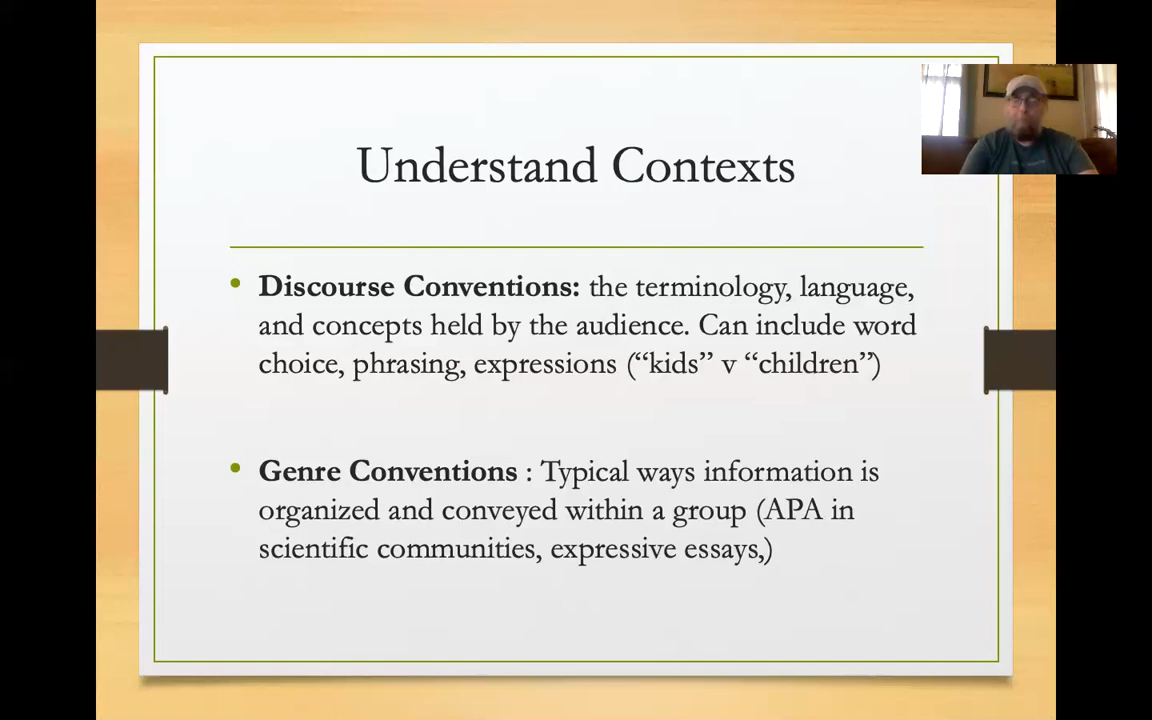 Understand Contexts
• Discourse Conventions: the terminology, language,
and concepts held by the audience. Can include word
choice, phrasing, expressions (“kids” v “children”)
• Genre Conventions : Typical ways information is
organized and conveyed within a group (APA in
scientific communities, expressive essays,)